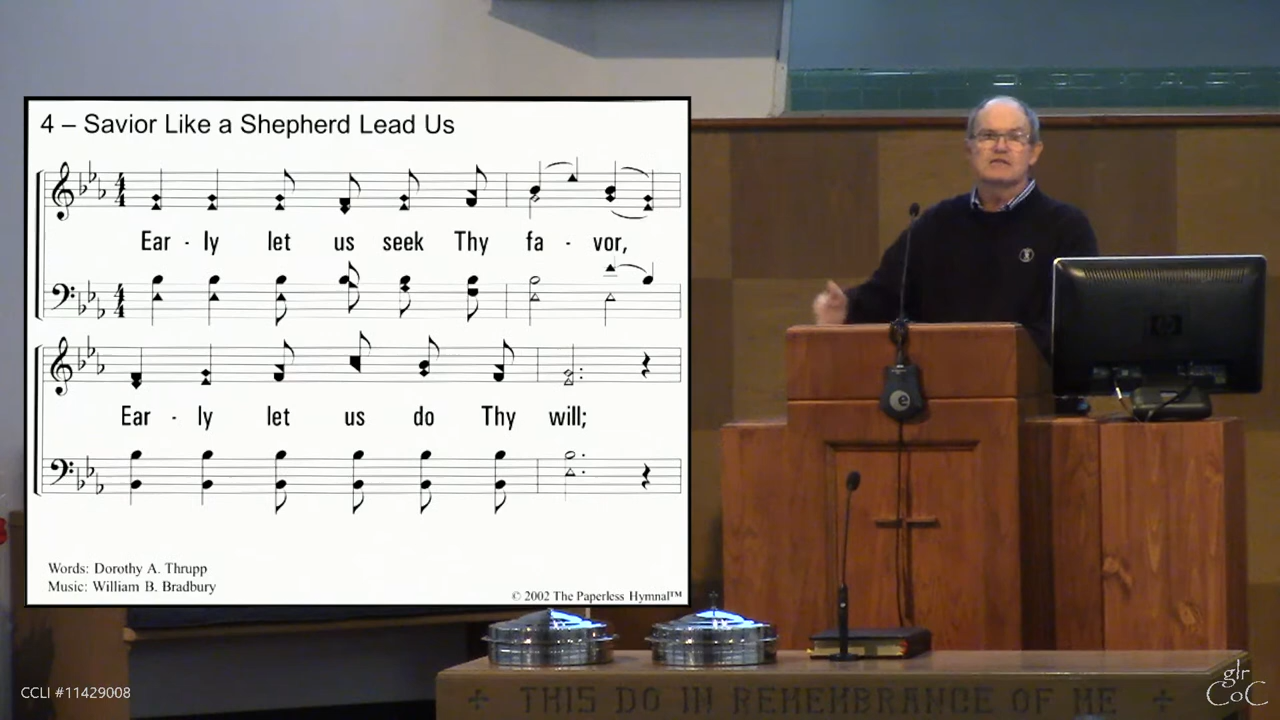 4 – Savior Like a Shepherd Lead Us
Ear - ly let us seek Thy fa - vor,
Ear - ly let us do Thy will;
Words: Dorothy A. Thrupp
Music: William B. Bradbury
© 2002 The Paperless Hymnal™
hp
e
CCLI #11429008
THIS DO IN REMEMBRANCE OF ME
glr
CoC